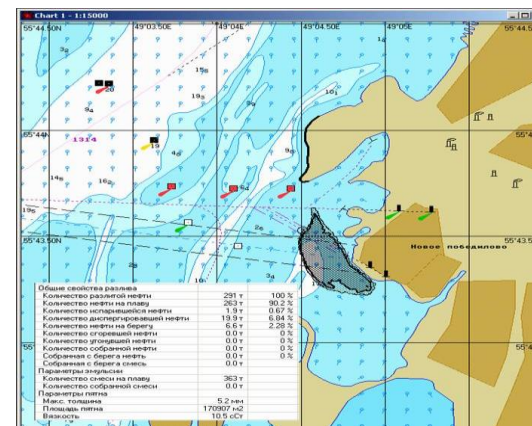 Chart 1 - 1:15000
55°44.50N
49°03.50E
49°04E
49°04.50E
49°05E
55°44N
1314
20
19
55°43.50N
Новое победилово
Общие свойства разлива
Количество разлитой нефти 291 т 100 %
Количество нефти на плаву 263 т 90.2 %
Количество испарившейся нефти 1.9 т 0.67 %
Количество диспергировавшей нефти 19.9 т 6.84 %
Количество нефти на берегу 6.6 т 2.28 %
Количество сгоревшей нефти 0.0 т 0 %
Количество утонувшей нефти 0.0 т 0 %
Количество собранной нефти 0.0 т 0 %
Собранная с берега нефть 0.0 т 0 %
Собранная с берега смесь 0.0 т
Параметры эмульсии
Количество смеси на плаву 363 т
Количество собранной смеси 0.0 т
Параметры пятна
Макс. толщина 5.2 мм
Площадь пятна 170907 м2
Вязкость 10.5 сСт